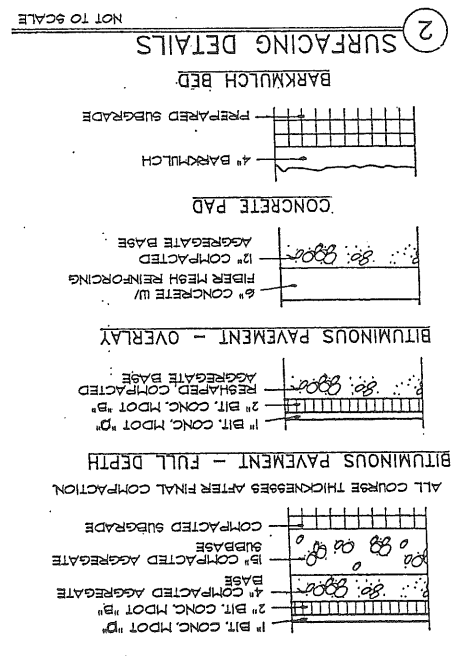 1" BIT. CONC. MDOT "D"
2" BIT. CONC. MDOT "B"
4" COMPACTED AGGREGATE
BASE
15" COMPACTED AGGREGATE
SUBBASE
COMPACTED SUBGRADE
ALL COURSE THICKNESSES AFTER FINAL COMPACTION.
BITUMINOUS PAVEMENT - FULL DEPTH
1" BIT. CONC. MDOT "D"
2" BIT. CONC. MDOT "B"
RESHAPED, COMPACTED
AGGREGATE BASE
BITUMINOUS PAVEMENT - OVERLAY
6" CONCRETE W/
FIBER MESH REINFORCING
12" COMPACTED
AGGREGATE BASE
CONCRETE PAD
4" BARKMULCH
PREPARED SUBGRADE
BARKMULCH BED
2 SURFACING DETAILS
NOT TO SCALE